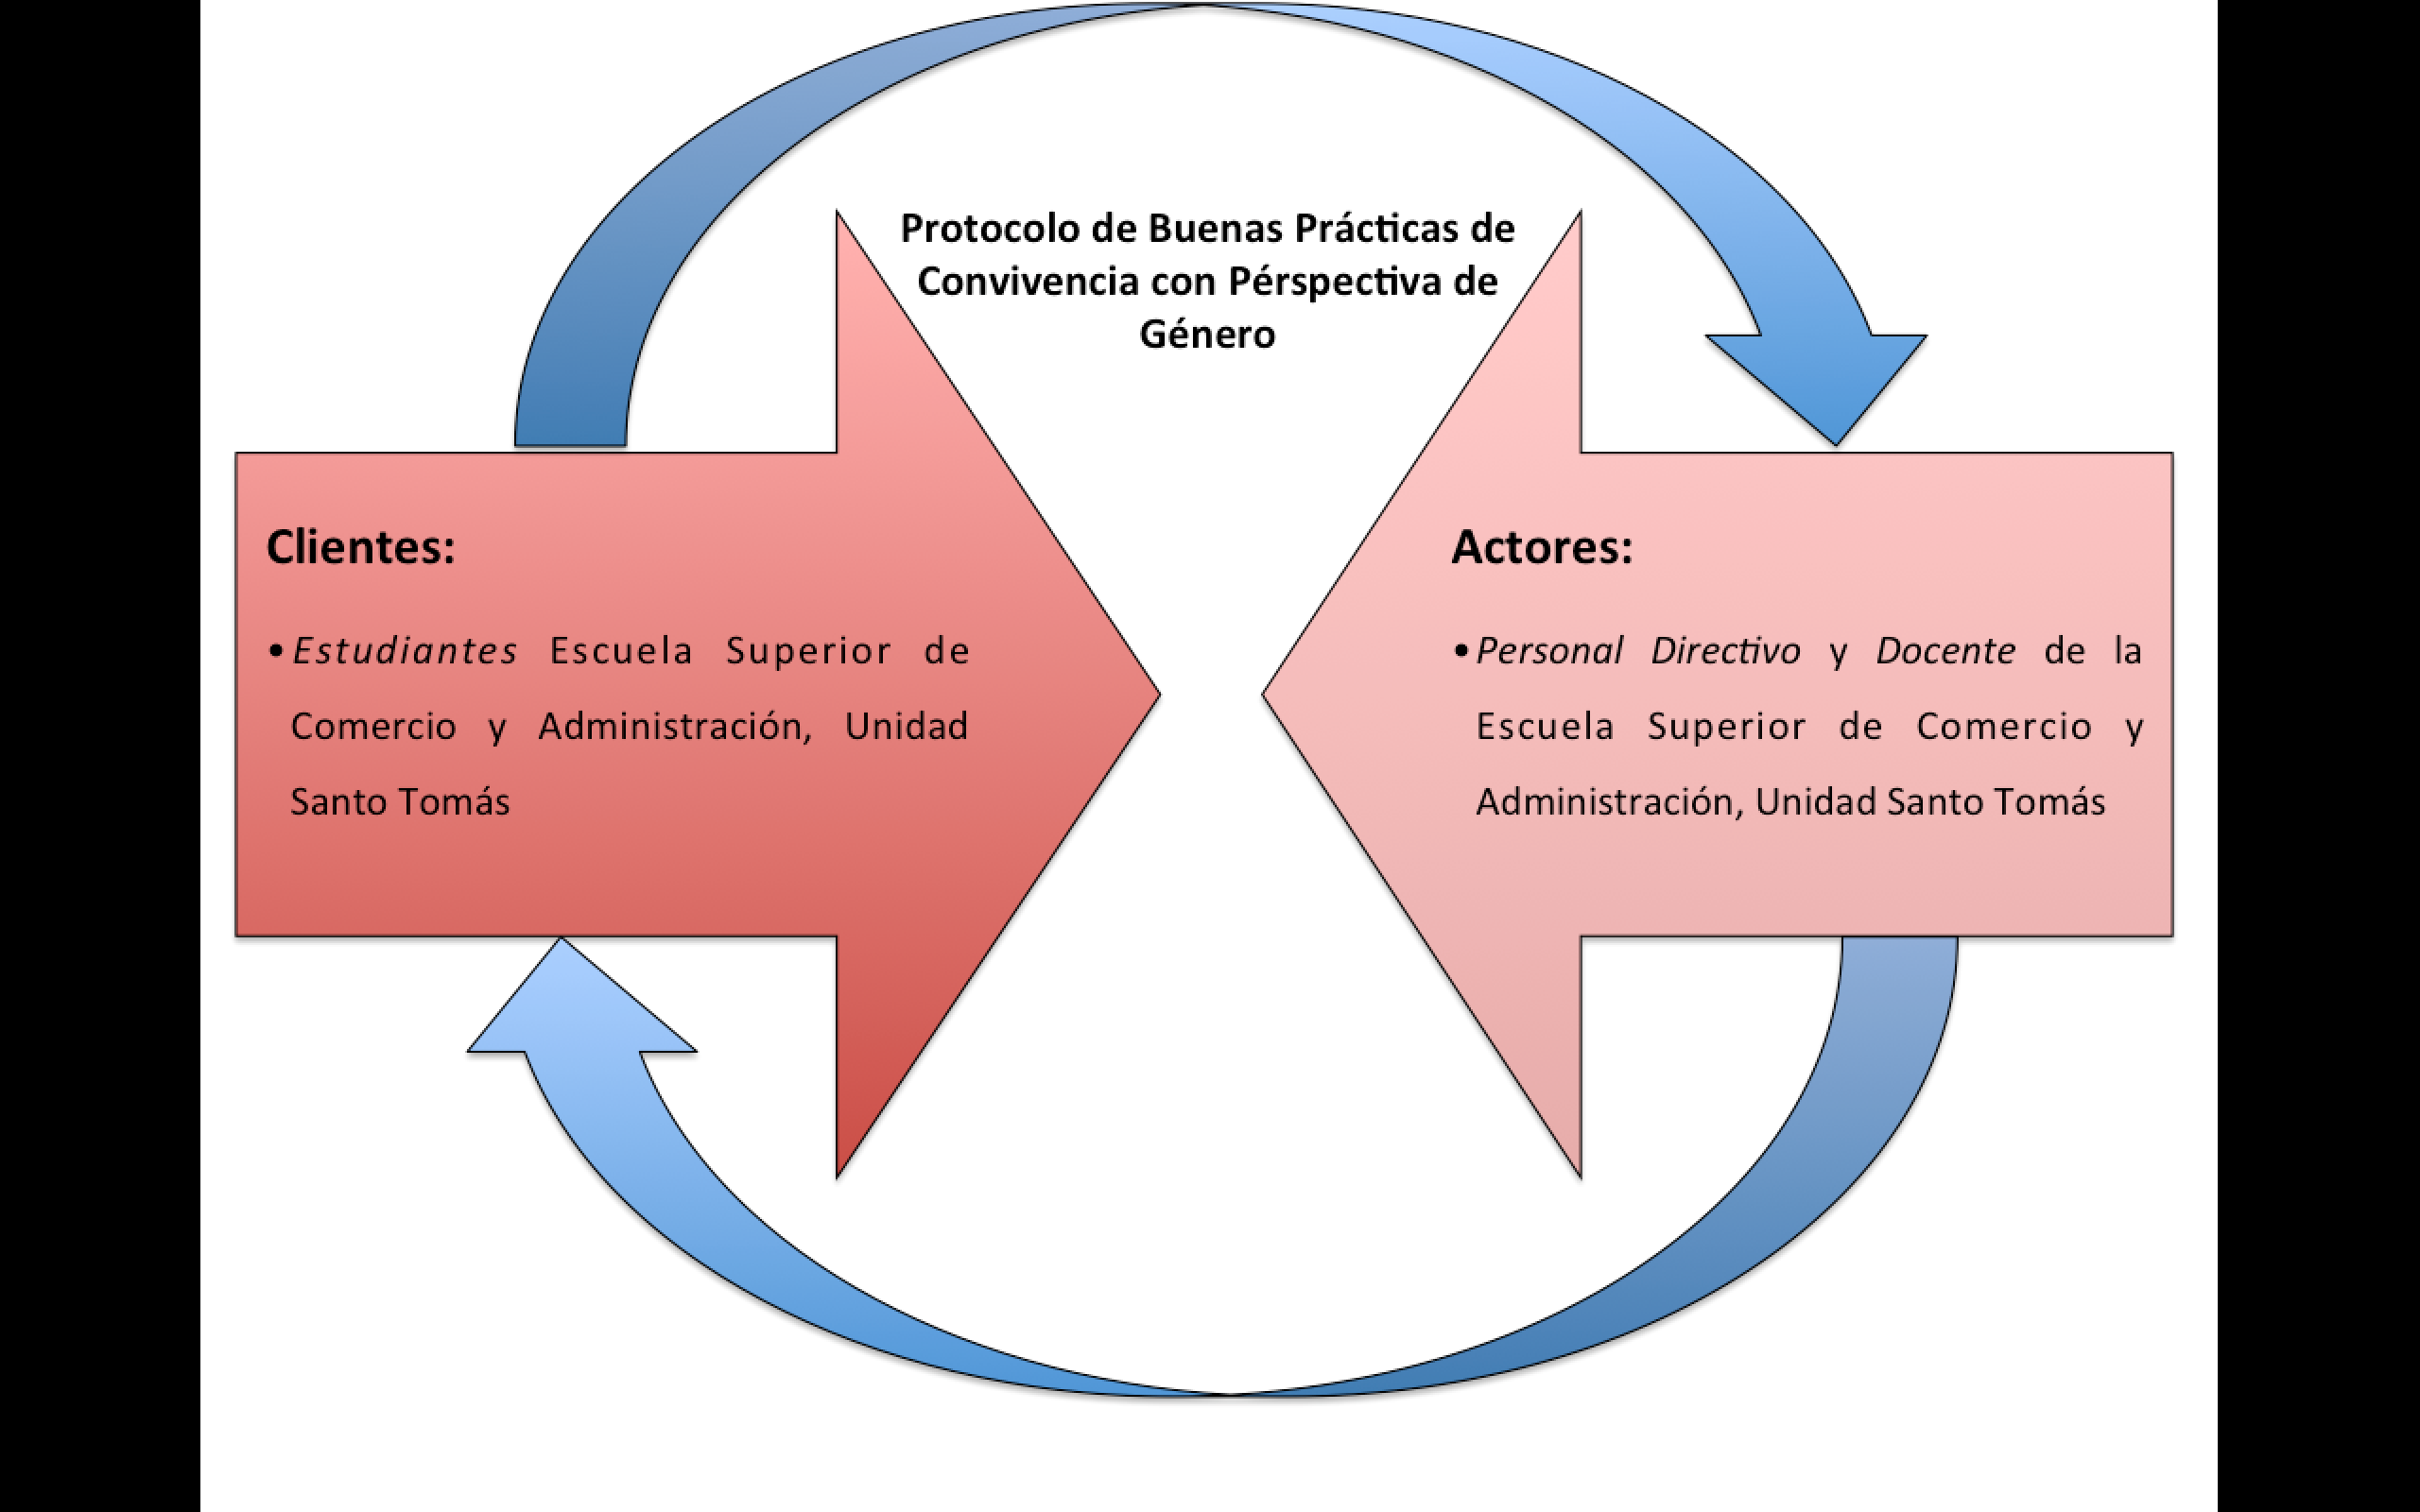 Protocolo de Buenas Prácticas de
Convivencia con Pérspectiva de
Género
Clientes:
•Estudiantes Escuela Superior de
Comercio y Administración, Unidad
Santo Tomás
Actores:
•Personal Directivo y Docente de la
Escuela Superior de Comercio y
Administración, Unidad Santo Tomás